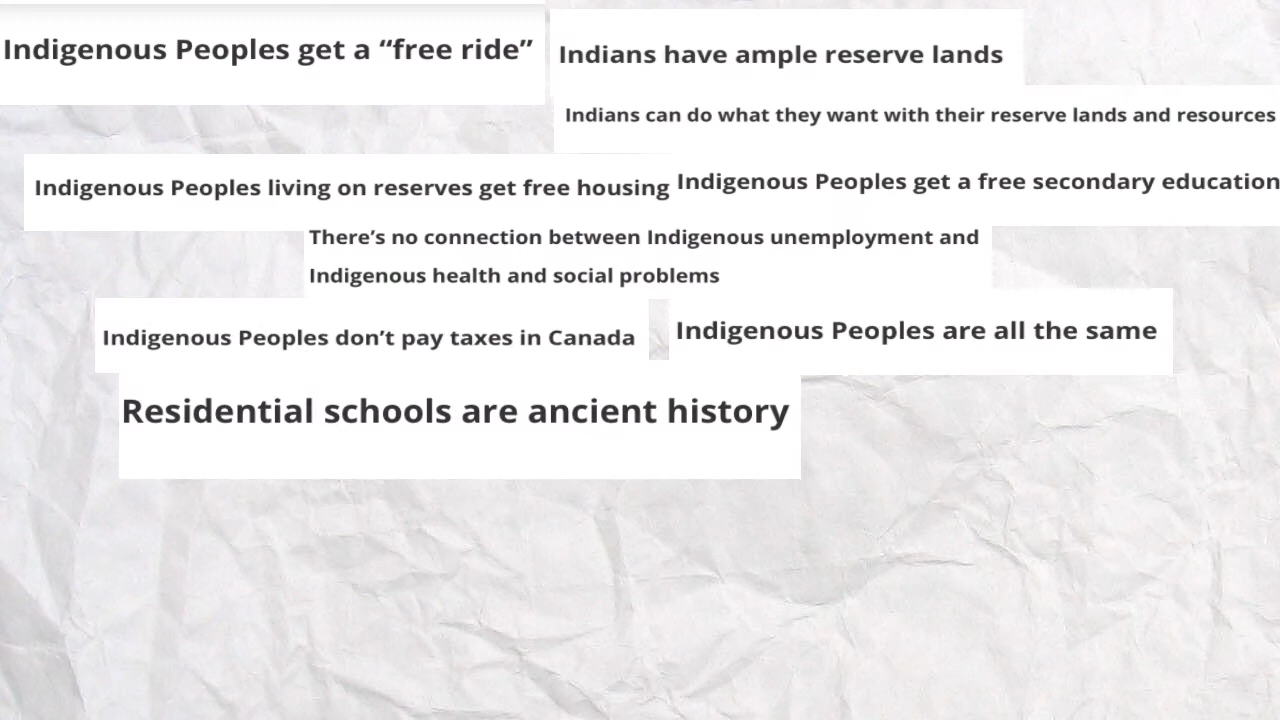 Indigenous Peoples get a “free ride”
Indians have ample reserve lands
Indians can do what they want with their reserve lands and resources
Indigenous Peoples living on reserves get free housing
Indigenous Peoples get a free secondary education
There’s no connection between Indigenous unemployment and
Indigenous health and social problems
Indigenous Peoples don’t pay taxes in Canada
Indigenous Peoples are all the same
Residential schools are ancient history